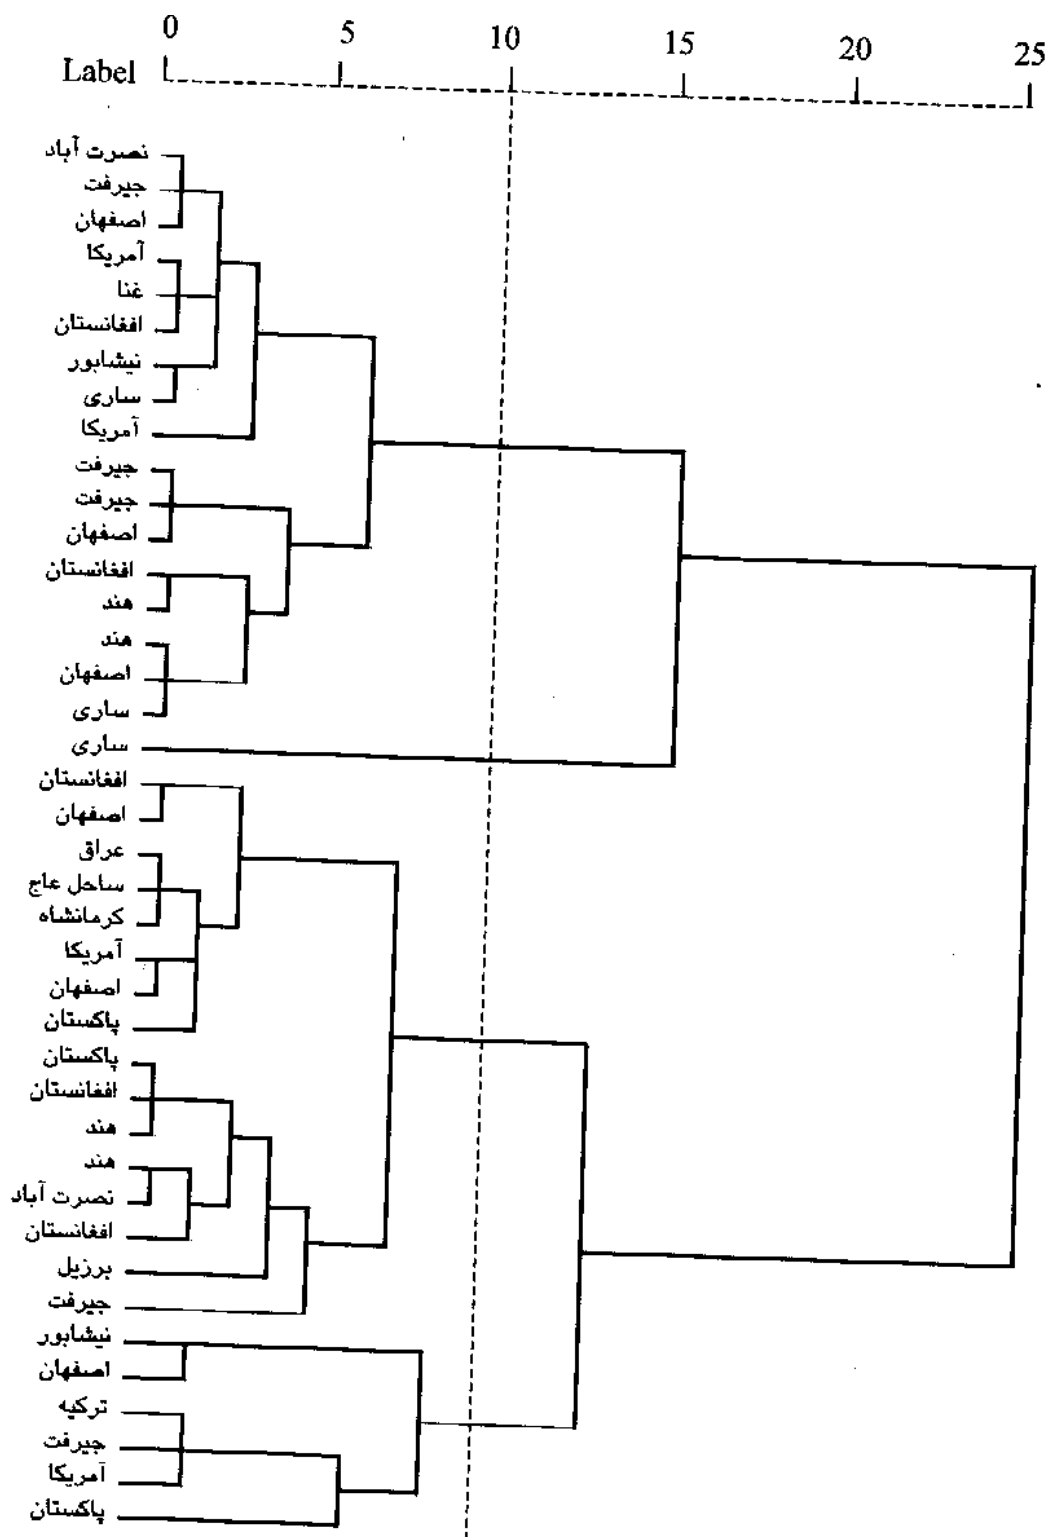 0 5 10 15 20 25
Label
نصرت آباد
جیرفت
اصفهان
آمریکا
غنا
افغانستان
نیشابور
ساری
آمریکا
جیرفت
جیرفت
اصفهان
افغانستان
هند
هند
اصفهان
ساری
ساری
افغانستان
اصفهان
عراق
ساحل عاج
کرمانشاه
آمریکا
اصفهان
پاکستان
پاکستان
افغانستان
هند
هند
نصرت آباد
افغانستان
برزیل
جیرفت
نیشابور
اصفهان
ترکیه
جیرفت
آمریکا
پاکستان